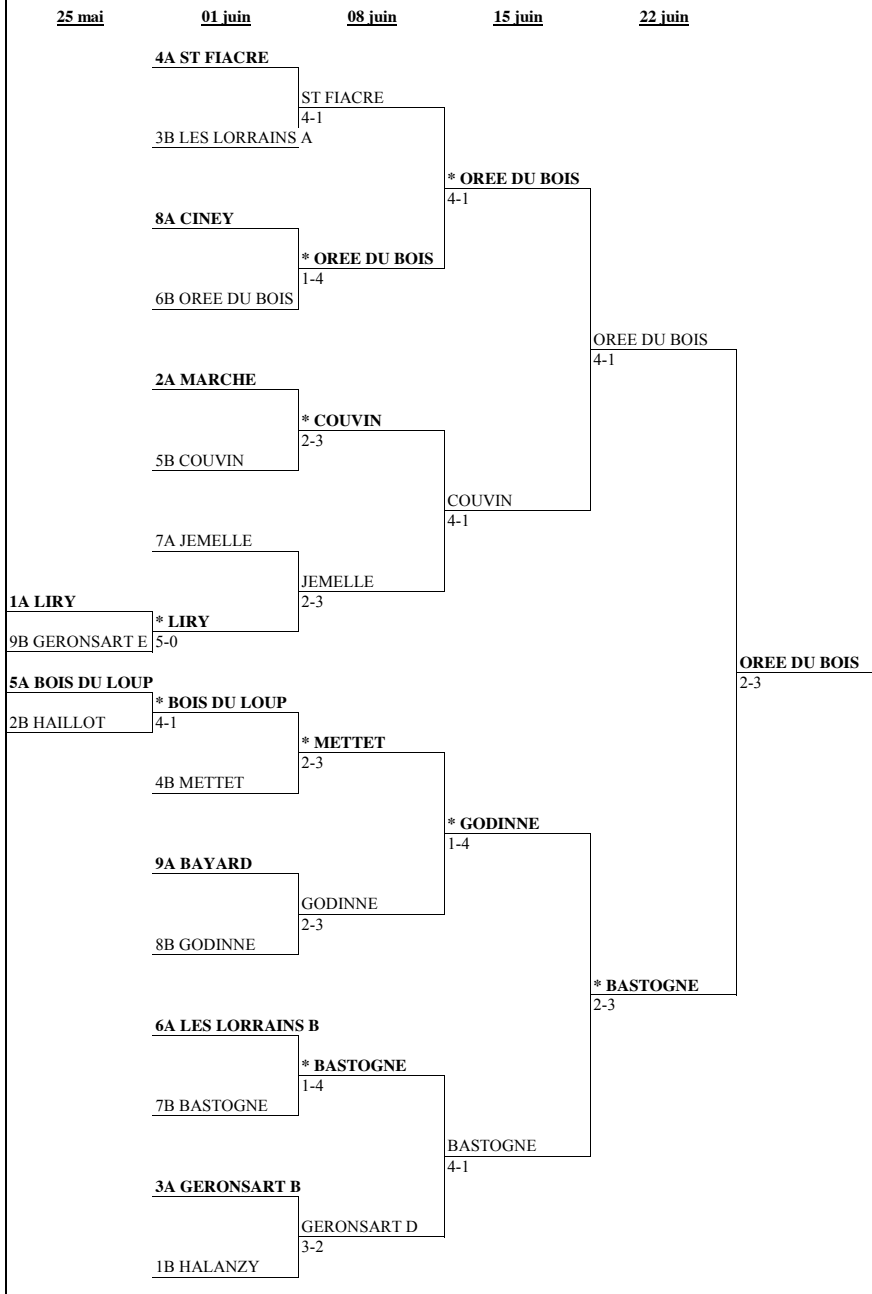 25 mai 01 juin 08 juin 15 juin 22 juin
4A ST FIACRE
ST FIACRE
4-1
3B LES LORRAINS A
* OREE DU BOIS
4-1
8A CINEY
* OREE DU BOIS
1-4
6B OREE DU BOIS
OREE DU BOIS
4-1
2A MARCHE
* COUVIN
2-3
5B COUVIN
COUVIN
4-1
7A JEMELLE
JEMELLE
2-3
1A LIRY
* LIRY
9B GERONSART E 5-0
OREE DU BOIS
2-3
5A BOIS DU LOUP
* BOIS DU LOUP
2B HAILLOT 4-1
* METTET
2-3
4B METTET
* GODINNE
1-4
9A BAYARD
GODINNE
2-3
8B GODINNE
* BASTOGNE
2-3
6A LES LORRAINS B
* BASTOGNE
1-4
7B BASTOGNE
BASTOGNE
4-1
3A GERONSART B
GERONSART D
3-2
1B HALANZY